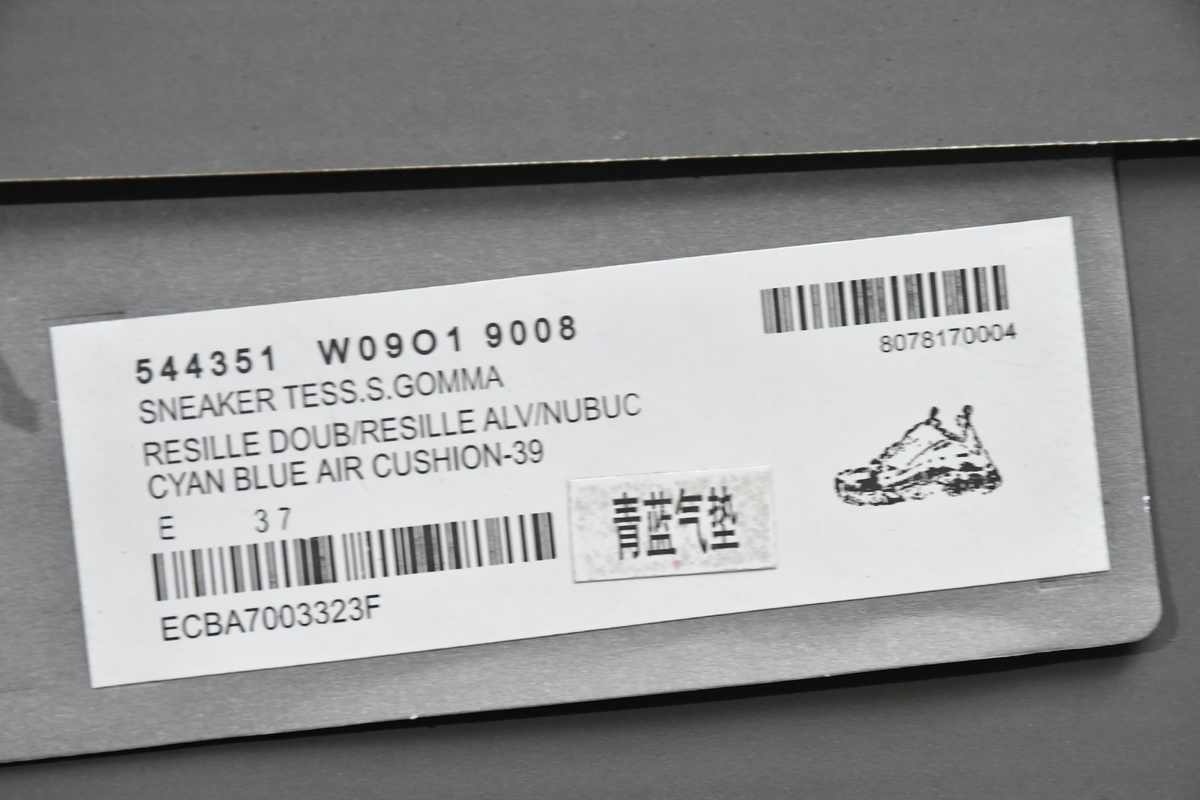 544351 W09O1 9008
SNEAKER TESS.S.GOMMA
RESILLE DOUB/RESILLE ALV/NUBUC
CYAN BLUE AIR CUSHION-39
E 37
ECBA7003323F
青蓝气垫
8078170004